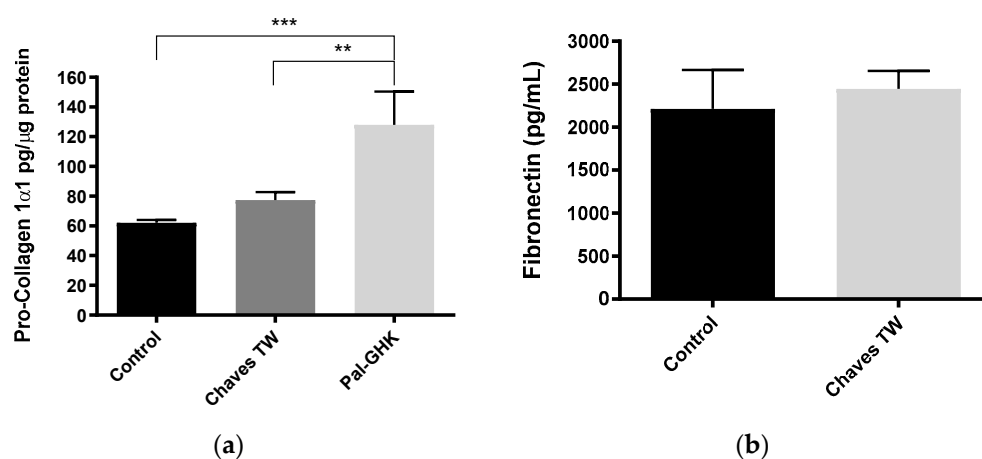 ***
**
Pro-Collagen 1α1 pg/μg protein
160
140
120
100
80
60
40
20
0
Control
Chaves TW
Pal-GHK
(a)
Fibronectin (pg/mL)
3000
2500
2000
1500
1000
500
0
Control
Chaves TW
(b)